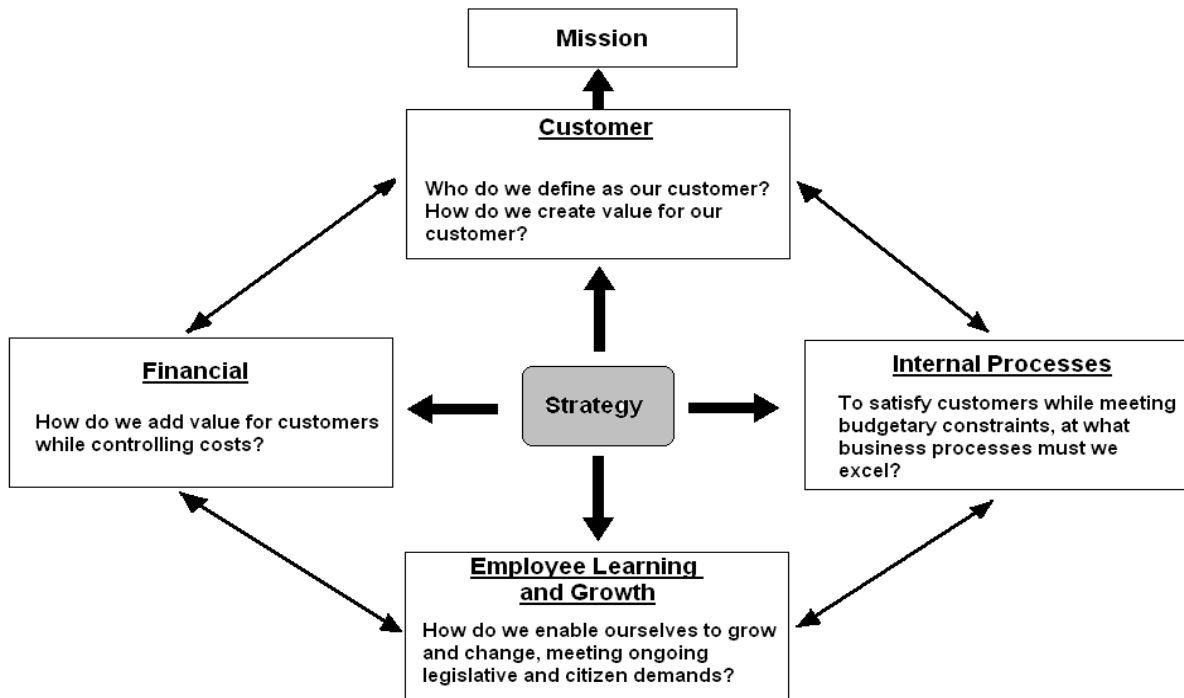 Mission
Customer
Who do we define as our customer?
How do we create value for our
customer?
Financial
How do we add value for customers
while controlling costs?
Strategy
Internal Processes
To satisfy customers while meeting
budgetary constraints, at what
business processes must we
excel?
Employee Learning
and Growth
How do we enable ourselves to grow
and change, meeting ongoing
legislative and citizen demands?